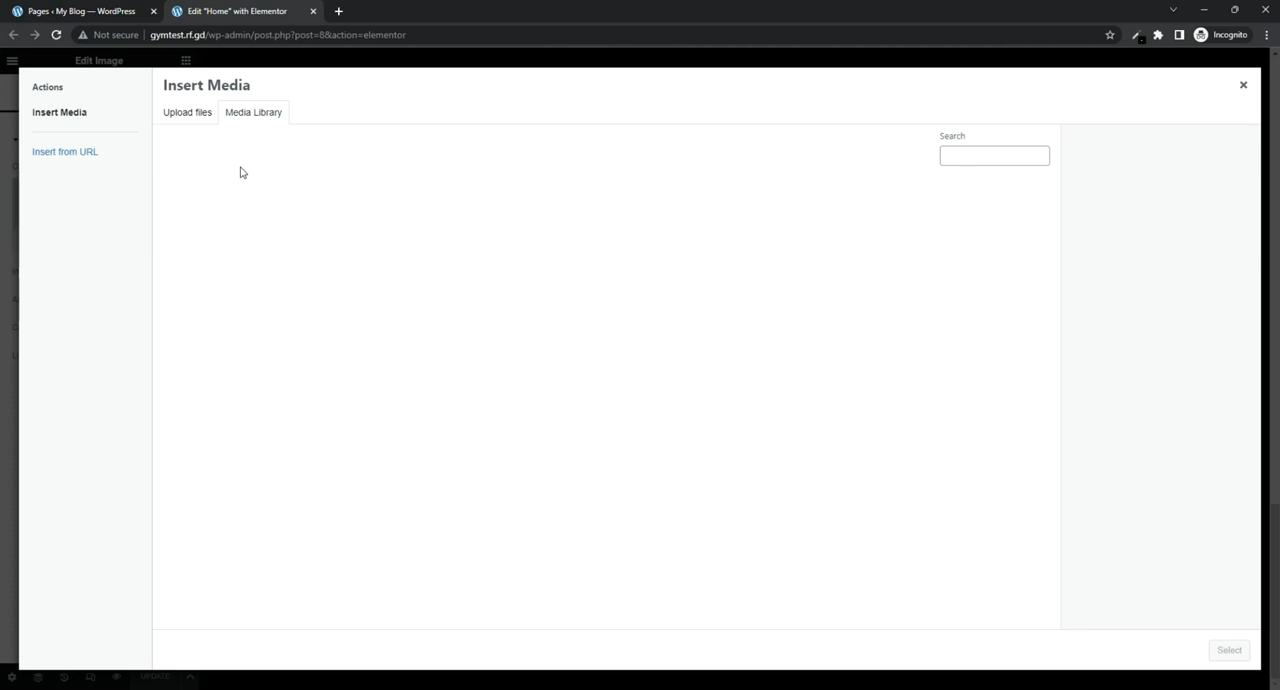 Pages ‹ My Blog — WordPress
Edit "Home" with Elementor
Not secure
gymtest.rf.gd/wp-admin/post.php?post=8&action=elementor
Incognito
Edit Image
Actions
Insert Media
Insert from URL
Insert Media
Upload files
Media Library
Search
Select
UPDATE